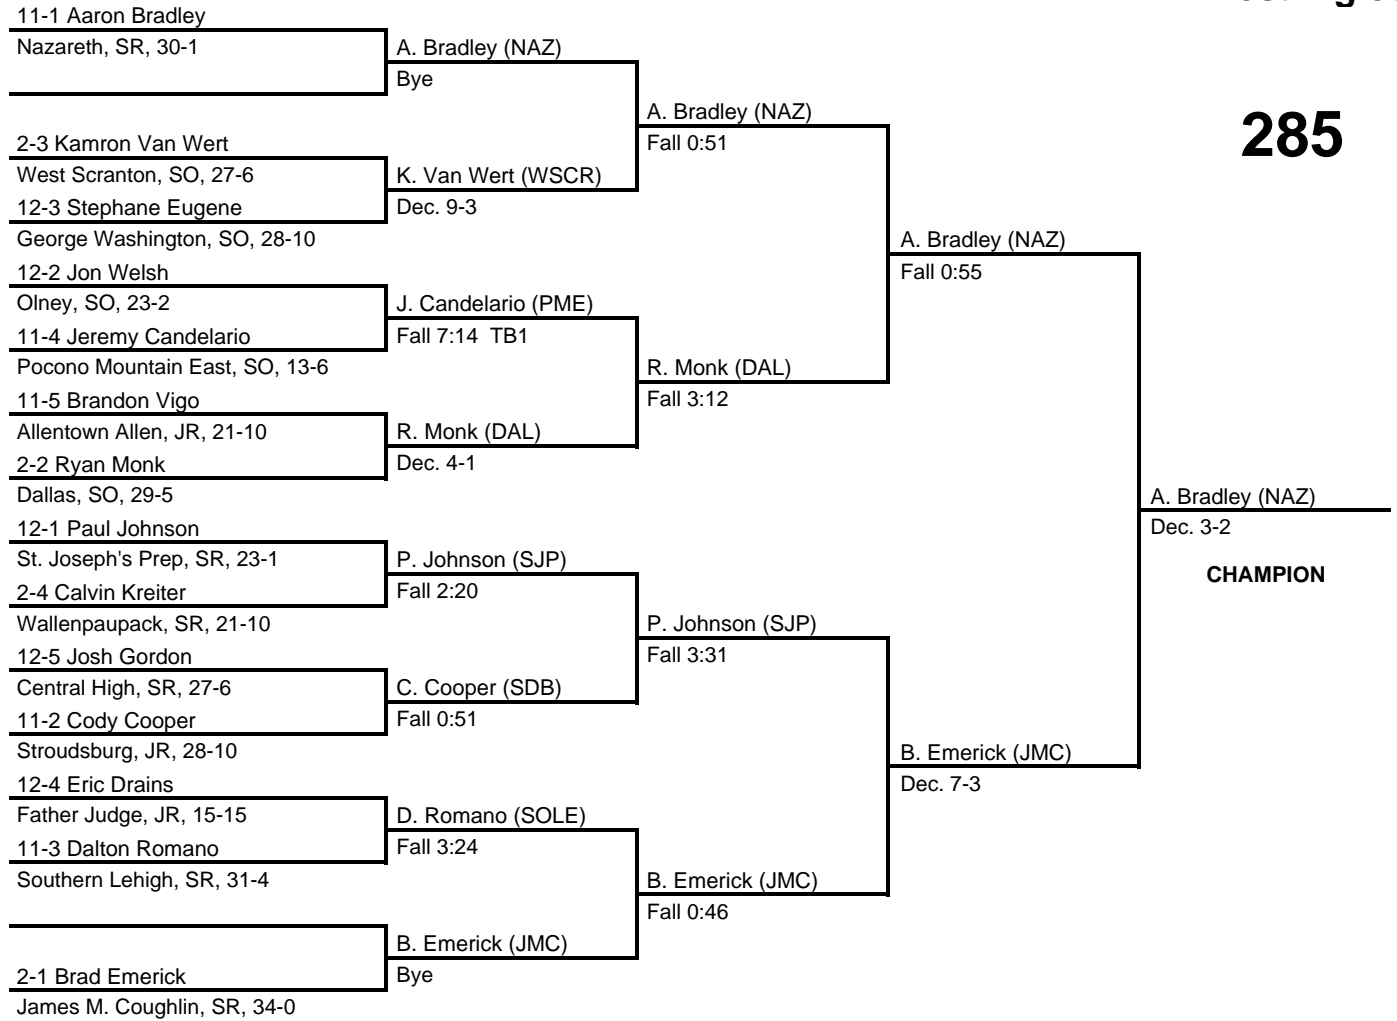 11-1 Aaron Bradley
Nazareth, SR, 30-1
A. Bradley (NAZ)
Bye
A. Bradley (NAZ)
Fall 0:51
285
2-3 Kamron Van Wert
West Scranton, SO, 27-6
K. Van Wert (WSCR)
12-3 Stephane Eugene
Dec. 9-3
George Washington, SO, 28-10
A. Bradley (NAZ)
Fall 0:55
12-2 Jon Welsh
Olney, SO, 23-2
J. Candelario (PME)
11-4 Jeremy Candelario
Fall 7:14 TB1
Pocono Mountain East, SO, 13-6
R. Monk (DAL)
Fall 3:12
11-5 Brandon Vigo
Allentown Allen, JR, 21-10
R. Monk (DAL)
2-2 Ryan Monk
Dec. 4-1
Dallas, SO, 29-5
A. Bradley (NAZ)
Dec. 3-2
CHAMPION
12-1 Paul Johnson
St. Joseph's Prep, SR, 23-1
P. Johnson (SJP)
2-4 Calvin Kreiter
Fall 2:20
Wallenpaupack, SR, 21-10
P. Johnson (SJP)
Fall 3:31
12-5 Josh Gordon
Central High, SR, 27-6
C. Cooper (SDB)
11-2 Cody Cooper
Fall 0:51
Stroudsburg, JR, 28-10
B. Emerick (JMC)
Dec. 7-3
12-4 Eric Drains
Father Judge, JR, 15-15
D. Romano (SOLE)
11-3 Dalton Romano
Fall 3:24
Southern Lehigh, SR, 31-4
B. Emerick (JMC)
Fall 0:46
B. Emerick (JMC)
2-1 Brad Emerick
Bye
James M. Coughlin, SR, 34-0